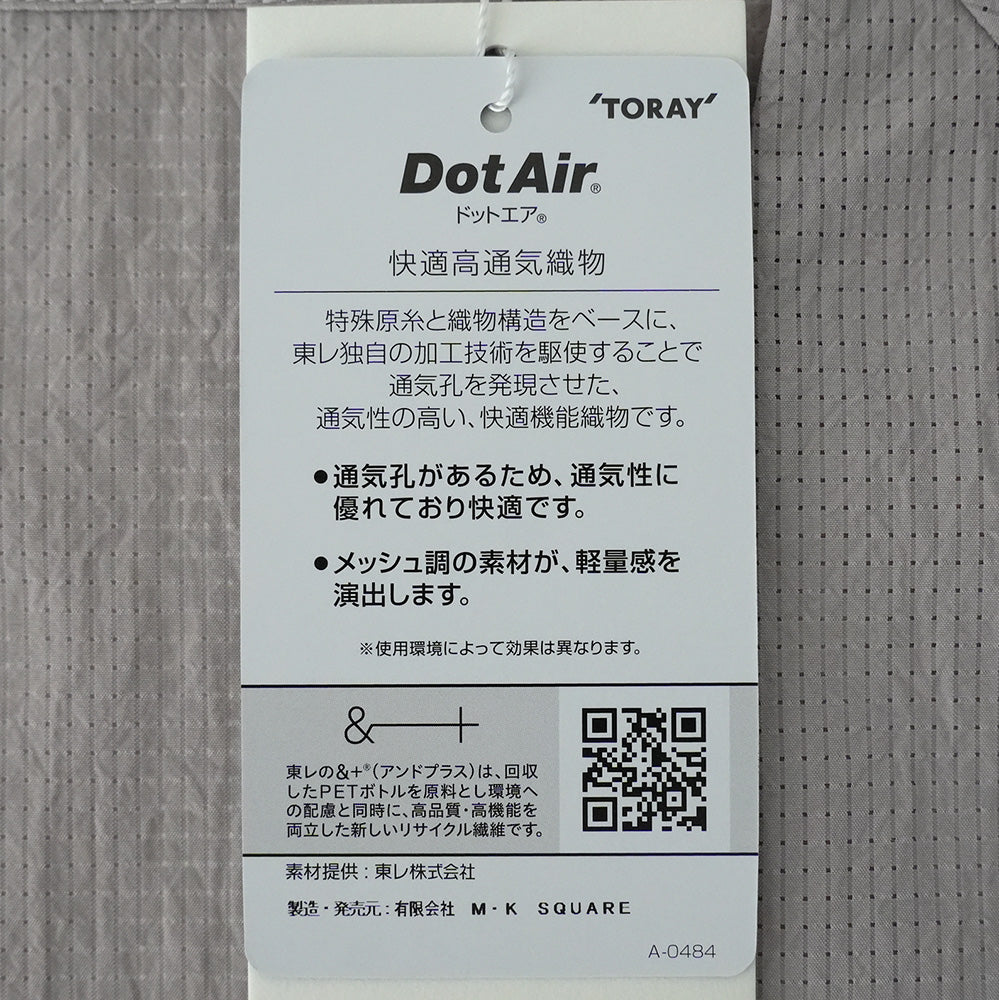 'TORAY'
Dot Air®
ドットエア®
快適高通気織物
特殊原糸と織物構造をベースに、
東レ独自の加工技術を駆使することで
通気孔を発現させた、
通気性の高い、快適機能織物です。
●通気孔があるため、通気性に
優れており快適です。
●メッシュ調の素材が、軽量感を
演出します。
※使用環境によって効果は異なります。
&+
東レの&+®(アンドプラス)は、回収
したPETボトルを原料とし環境へ
の配慮と同時に、高品質・高機能を
両立した新しいリサイクル繊維です。
素材提供：東レ株式会社
製造・発売元：有限会社 M・K SQUARE
A-0484